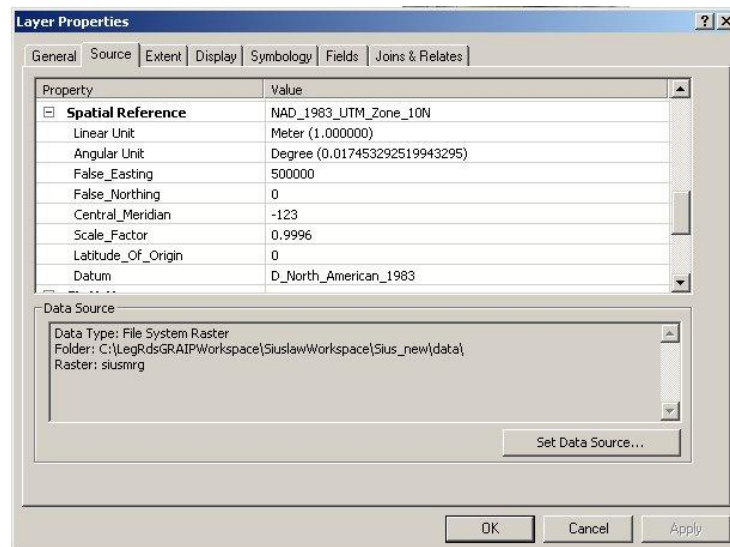 Layer Properties
General Source Extent Display Symbology Fields Joins & Relates
Property Value
Spatial Reference NAD_1983_UTM_Zone_10N
Linear Unit Meter (1.000000)
Angular Unit Degree (0.017453292519943295)
False_Easting 500000
False_Northing 0
Central_Meridian -123
Scale_Factor 0.9996
Latitude_Of_Origin 0
Datum D_North_American_1983
Data Source
Data Type: File System Raster
Folder: C:\LegRdsGRAIPWorkspace\SiuslawWorkspace\Sius_new\data\
Raster: siusmrg
Set Data Source...
OK Cancel Apply